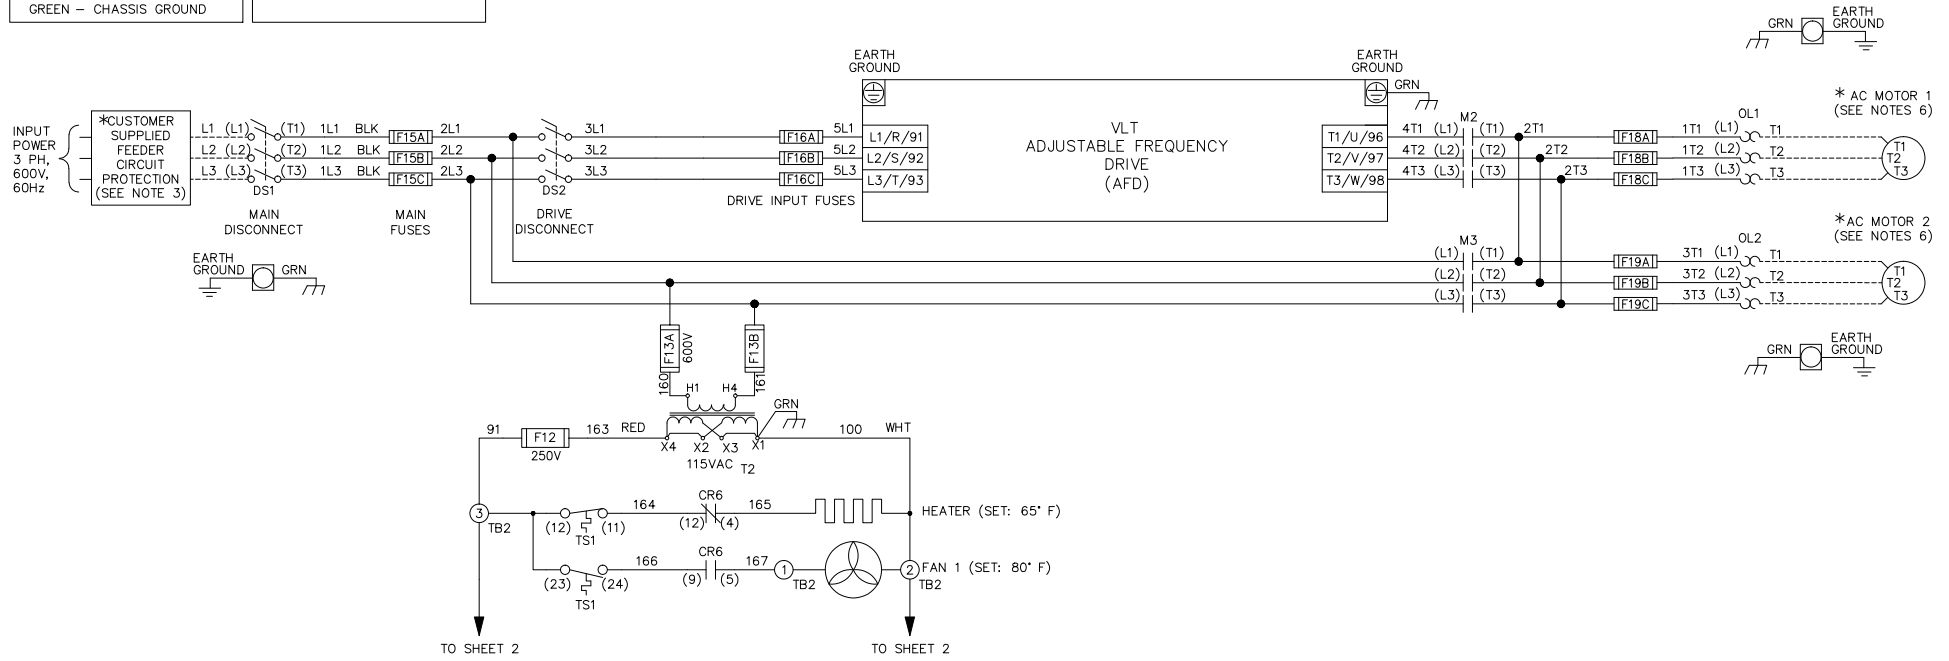 GREEN – CHASSIS GROUND
GRN
EARTH
GROUND
EARTH
GROUND
EARTH
GROUND
GRN
INPUT
POWER
3 PH,
600V,
60Hz
*CUSTOMER
SUPPLIED
FEEDER
CIRCUIT
PROTECTION
(SEE NOTE 3)
L1 (L1) (T1) 1L1 BLK F15A 2L1 3L1 F16A 5L1 L1/R/91
L2 (L2) (T2) 1L2 BLK F15B 2L2 3L2 F16B 5L2 L2/S/92
L3 (L3) (T3) 1L3 BLK F15C 2L3 3L3 F16C 5L3 L3/T/93
DS1
MAIN
DISCONNECT
MAIN
FUSES
DS2
DRIVE
DISCONNECT
DRIVE INPUT FUSES
VLT
ADJUSTABLE FREQUENCY
DRIVE
(AFD)
M2
OL1
* AC MOTOR 1
(SEE NOTES 6)
T1/U/96 4T1 (L1) (T1) 2T1 F18A 1T1 (L1) T1
T2/V/97 4T2 (L2) (T2) 2T2 F18B 1T2 (L2) T2
T3/W/98 4T3 (L3) (T3) 2T3 F18C 1T3 (L3) T3
T1
T2
T3
EARTH
GROUND
GRN
M3
OL2
*AC MOTOR 2
(SEE NOTES 6)
(L1) (T1) F19A 3T1 (L1) T1
(L2) (T2) F19B 3T2 (L2) T2
(L3) (T3) F19C 3T3 (L3) T3
T1
T2
T3
GRN
EARTH
GROUND
F13A
600V
F13B
160
H1
H4
161
GRN
91
F12
250V
163 RED
X4 X2 X3 X1
115VAC T2
100 WHT
3
TB2
(12) (11)
TS1
164
CR6
(12) (4)
165
HEATER (SET: 65° F)
(23) (24)
TS1
166
CR6
(9) (5)
167
1
TB2
2
TB2
FAN 1 (SET: 80° F)
TO SHEET 2
TO SHEET 2